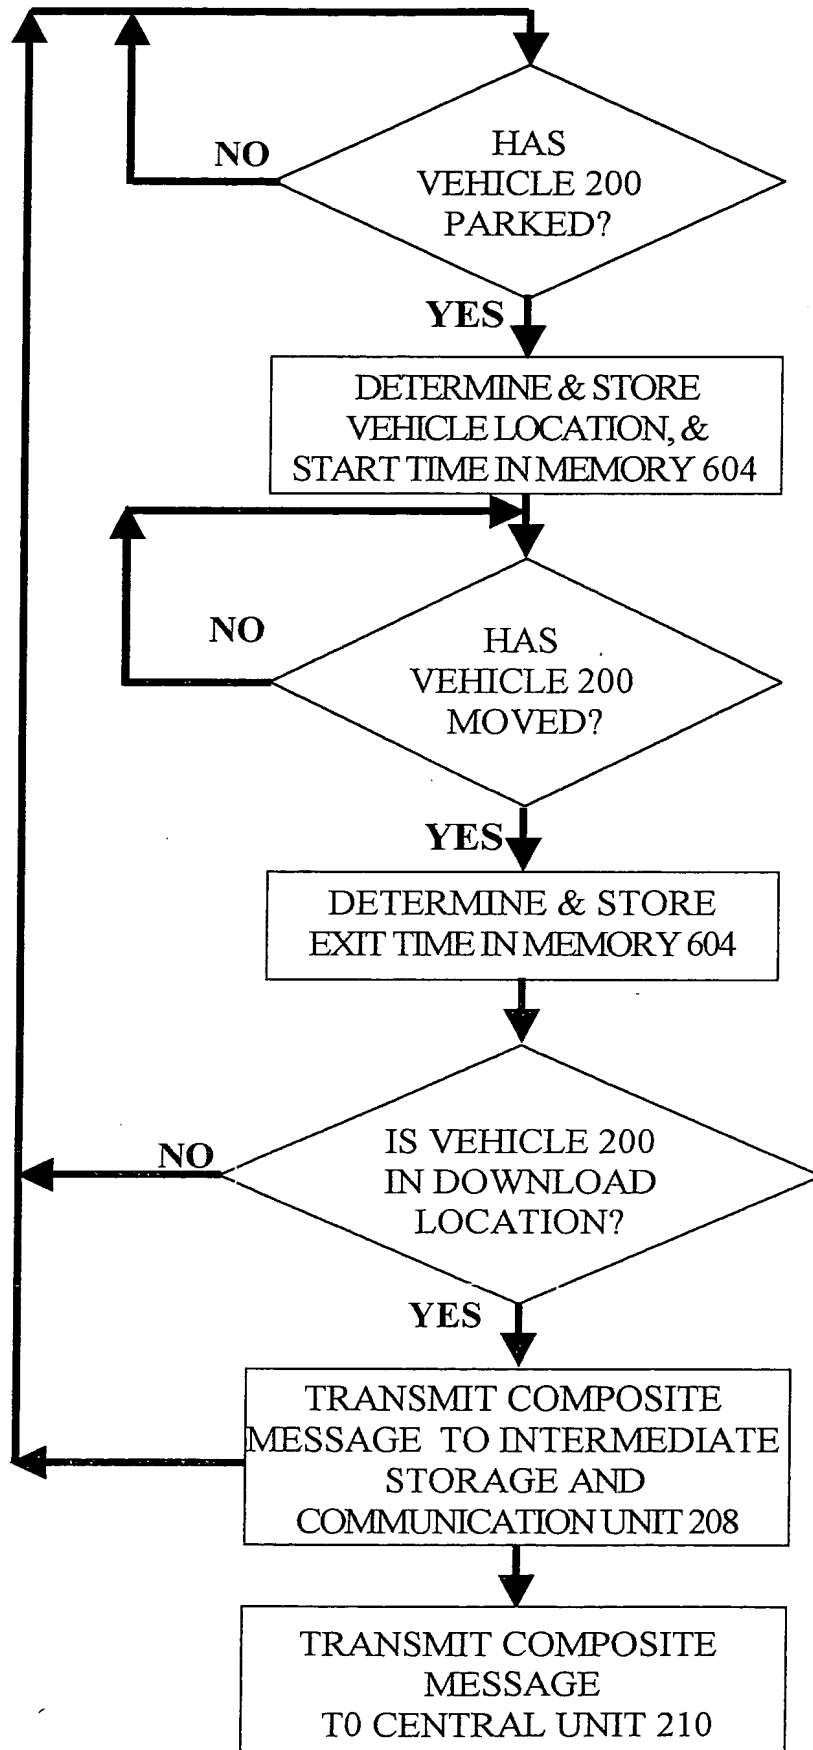 HAS
NO
VEHICLE 200
PARKED?
YES
DETERMINE & STORE
VEHICLE LOCATION, &
START TIME IN MEMORY 604
NO
HAS
VEHICLE 200
MOVED?
YES
DETERMINE & STORE
EXIT TIME IN MEMORY 604
NO
IS VEHICLE 200
IN DOWNLOAD
LOCATION?
YES
TRANSMIT COMPOSITE
MESSAGE TO INTERMEDIATE
STORAGE AND
COMMUNICATION UNIT 208
TRANSMIT COMPOSITE
MESSAGE
T0 CENTRAL UNIT 210